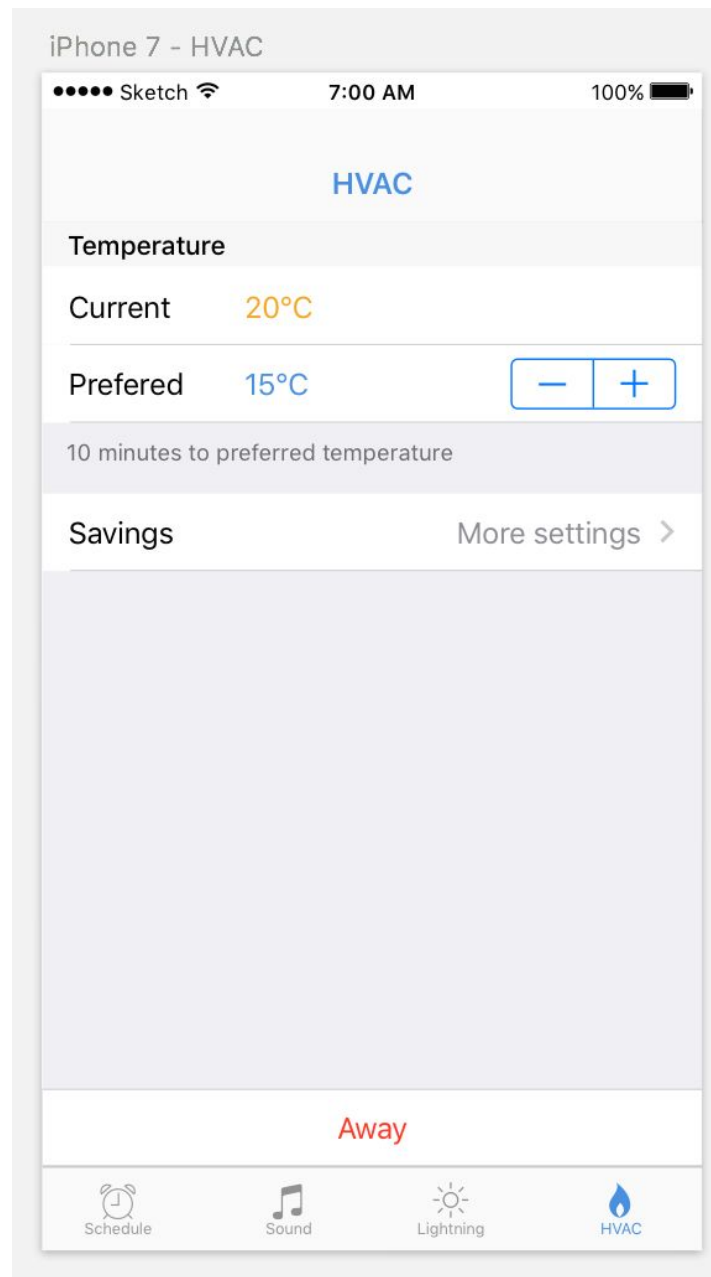 iPhone 7 - HVAC
Sketch 7:00 AM 100%
HVAC
Temperature
Current 20°C
Prefered 15°C − +
10 minutes to preferred temperature
Savings More settings >
Away
Schedule Sound Lightning HVAC